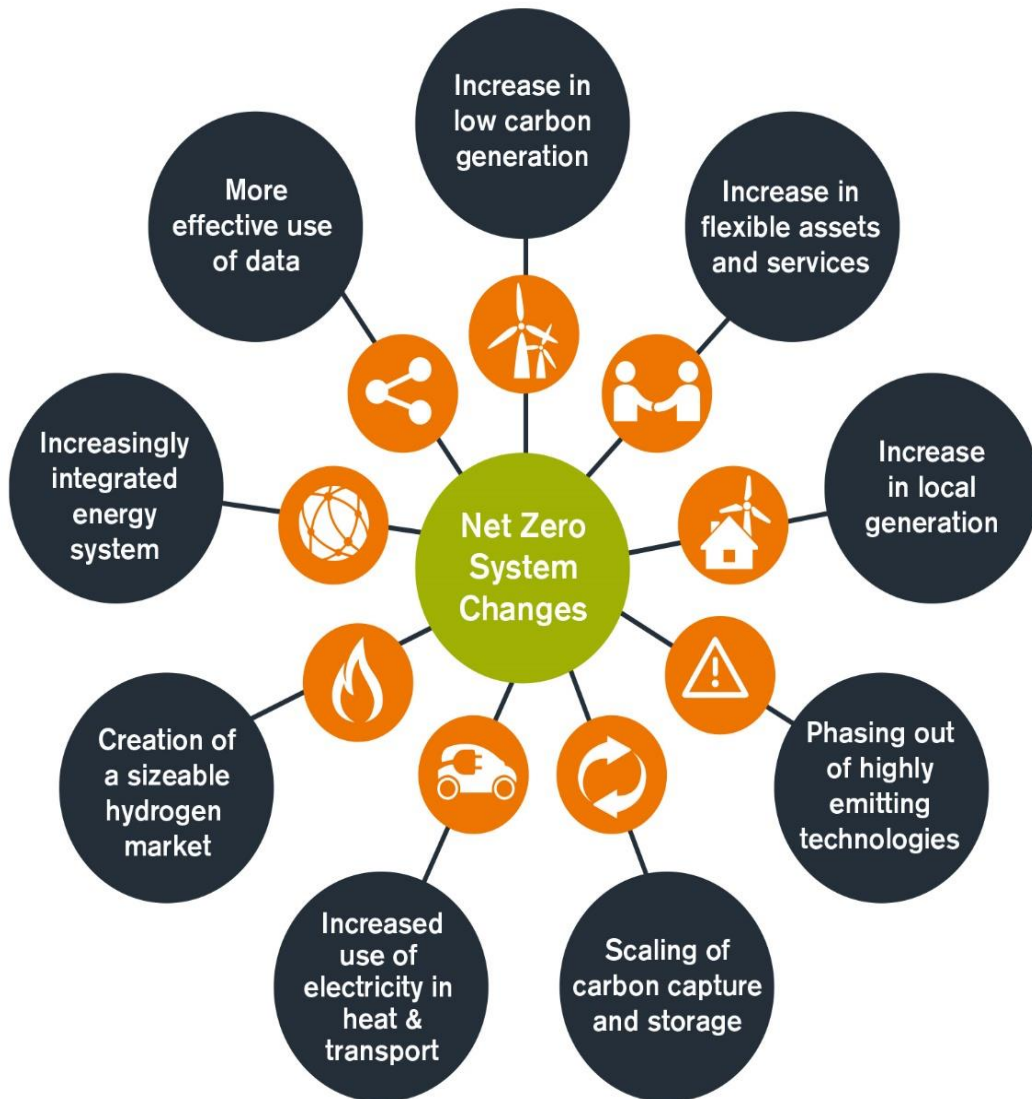 Net Zero
System
Changes
Increase in
low carbon
generation
Increase in
flexible assets
and services
Increase
in local
generation
Phasing out
of highly
emitting
technologies
Scaling of
carbon capture
and storage
Increased
use of
electricity in
heat &
transport
Creation of
a sizeable
hydrogen
market
Increasingly
integrated
energy
system
More
effective use
of data